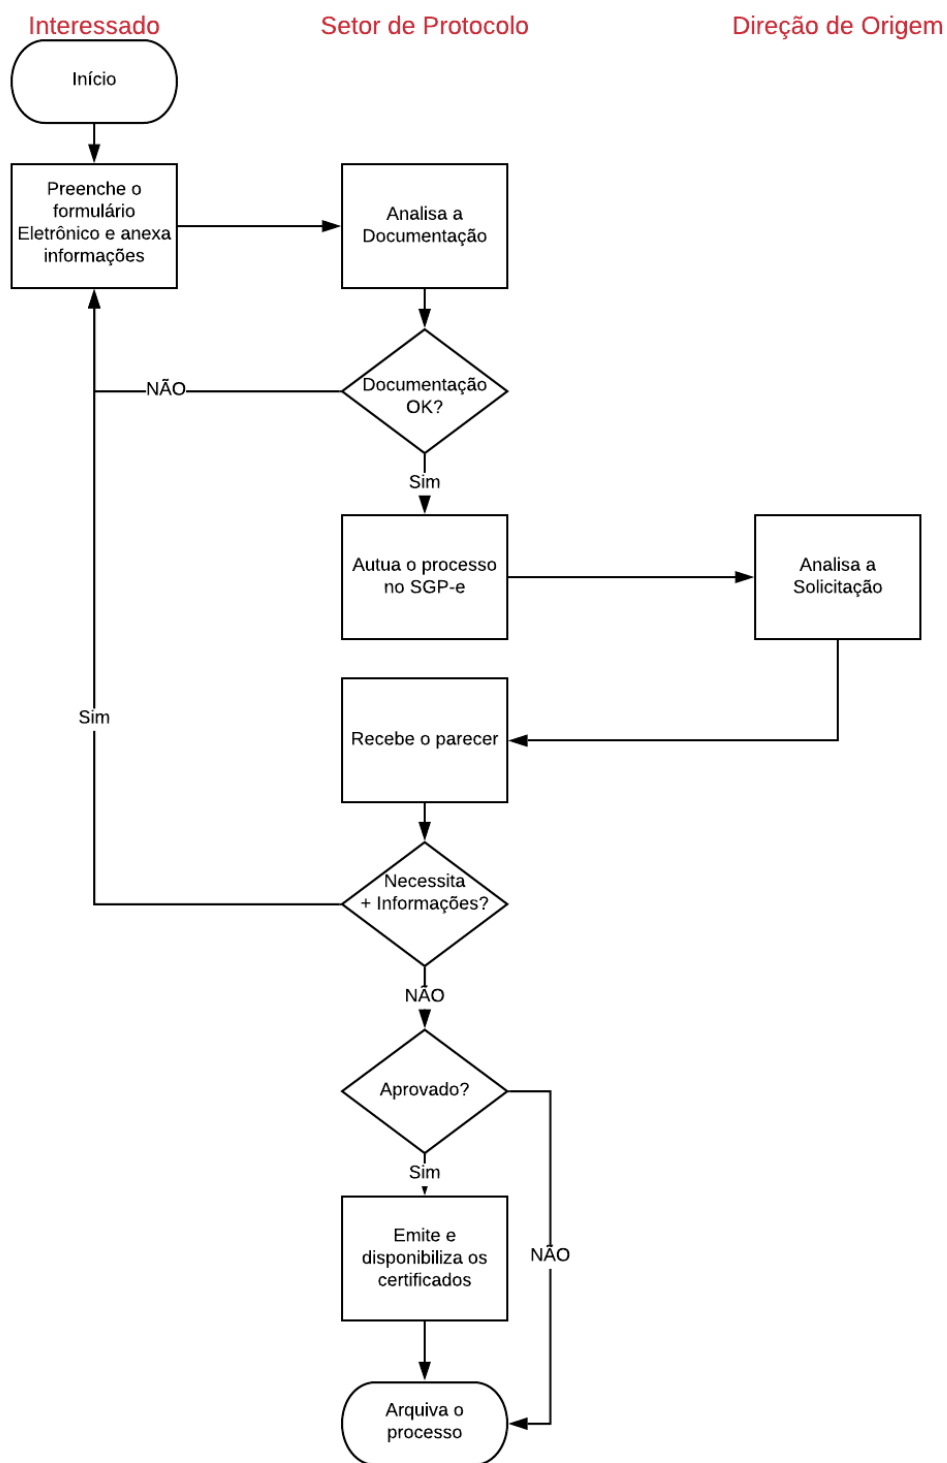 Interessado
Setor de Protocolo
Direção de Origem
Início
Preenche o
formulário
Eletrônico e anexa
informações
Analisa a
Documentação
Documentação
OK?
NÃO
Sim
Autua o processo
no SGP-e
Analisa a
Solicitação
Recebe o parecer
Sim
Necessita
+ Informações?
NÃO
Aprovado?
Sim
Emite e
disponibiliza os
certificados
NÃO
Arquiva o
processo